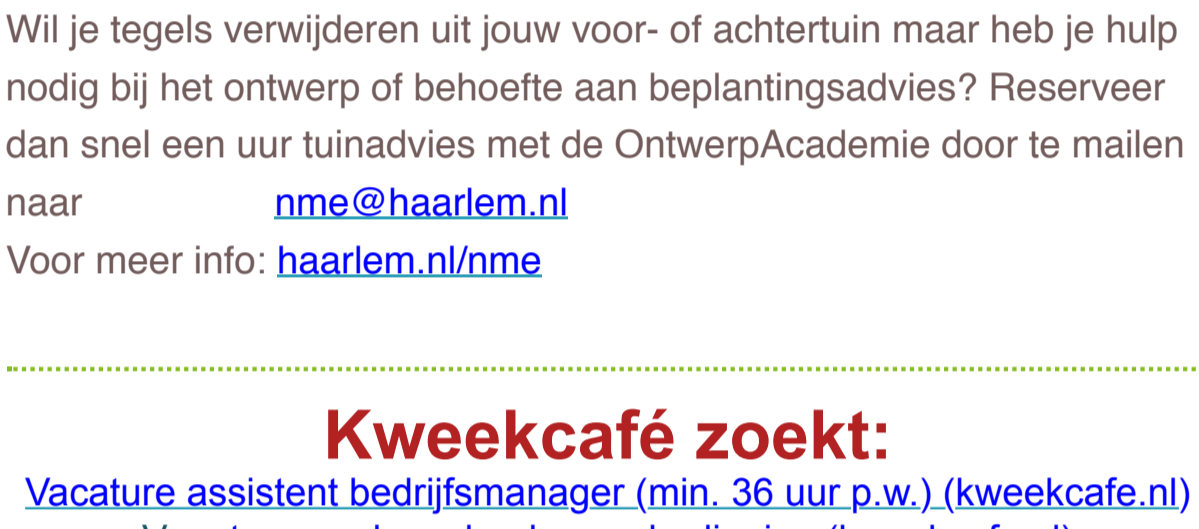 Wil je tegels verwijderen uit jouw voor- of achtertuin maar heb je hulp
nodig bij het ontwerp of behoefte aan beplantingsadvies? Reserveer
dan snel een uur tuinadvies met de OntwerpAcademie door te mailen
naar nme@haarlem.nl
Voor meer info: haarlem.nl/nme
Kweekcafé zoekt:
Vacature assistent bedrijfsmanager (min. 36 uur p.w.) (kweekcafe.nl)